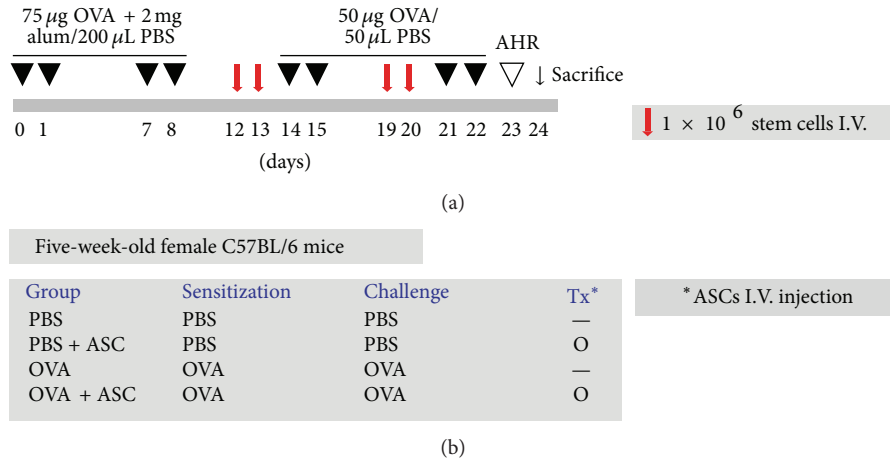 75 μg OVA + 2 mg
alum/200 μL PBS
50 μg OVA/
50 μL PBS
AHR
↓ Sacrifice
0 1 7 8 12 13 14 15 19 20 21 22 23 24
(days)
1 × 10^6 stem cells I.V.
(a)
Five-week-old female C57BL/6 mice
Group Sensitization Challenge Tx*
PBS PBS PBS —
PBS + ASC PBS PBS O
OVA OVA OVA —
OVA + ASC OVA OVA O
*ASCs I.V. injection
(b)